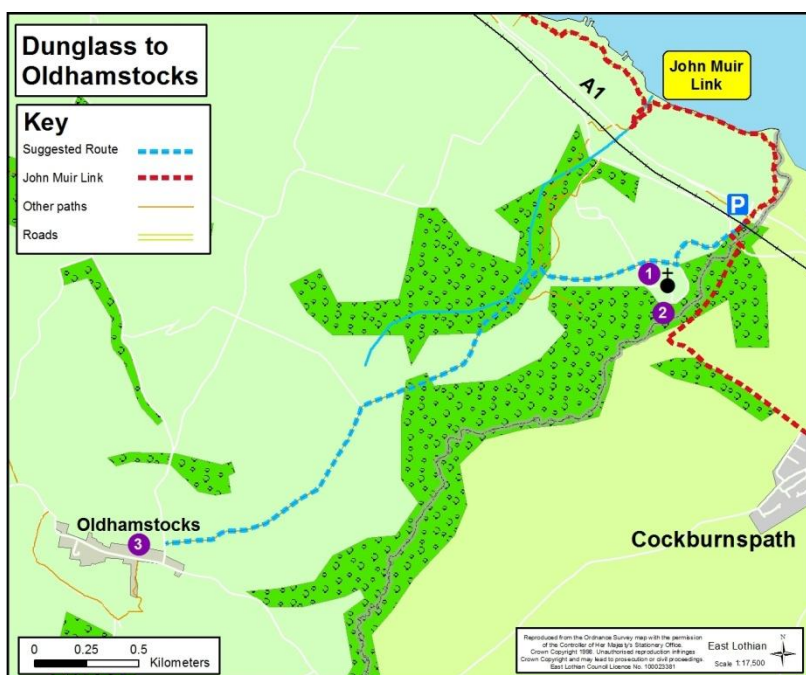 Dunglass to
Oldhamstocks
Key
Suggested Route
John Muir Link
Other paths
Roads
A1
John Muir
Link
P
1
2
Oldhamstocks
3
Cockburnspath
0 0.25 0.5
Kilometers
Reproduced from the Ordnance Survey map with the permission
of the Controller of Her Majesty's Stationery Office.
Crown Copyright 1998. Unauthorised reproduction infringes
Crown Copyright and may lead to prosecution or civil proceedings.
East Lothian Council Licence No. 100023381
East Lothian
Scale 1:17,500
N